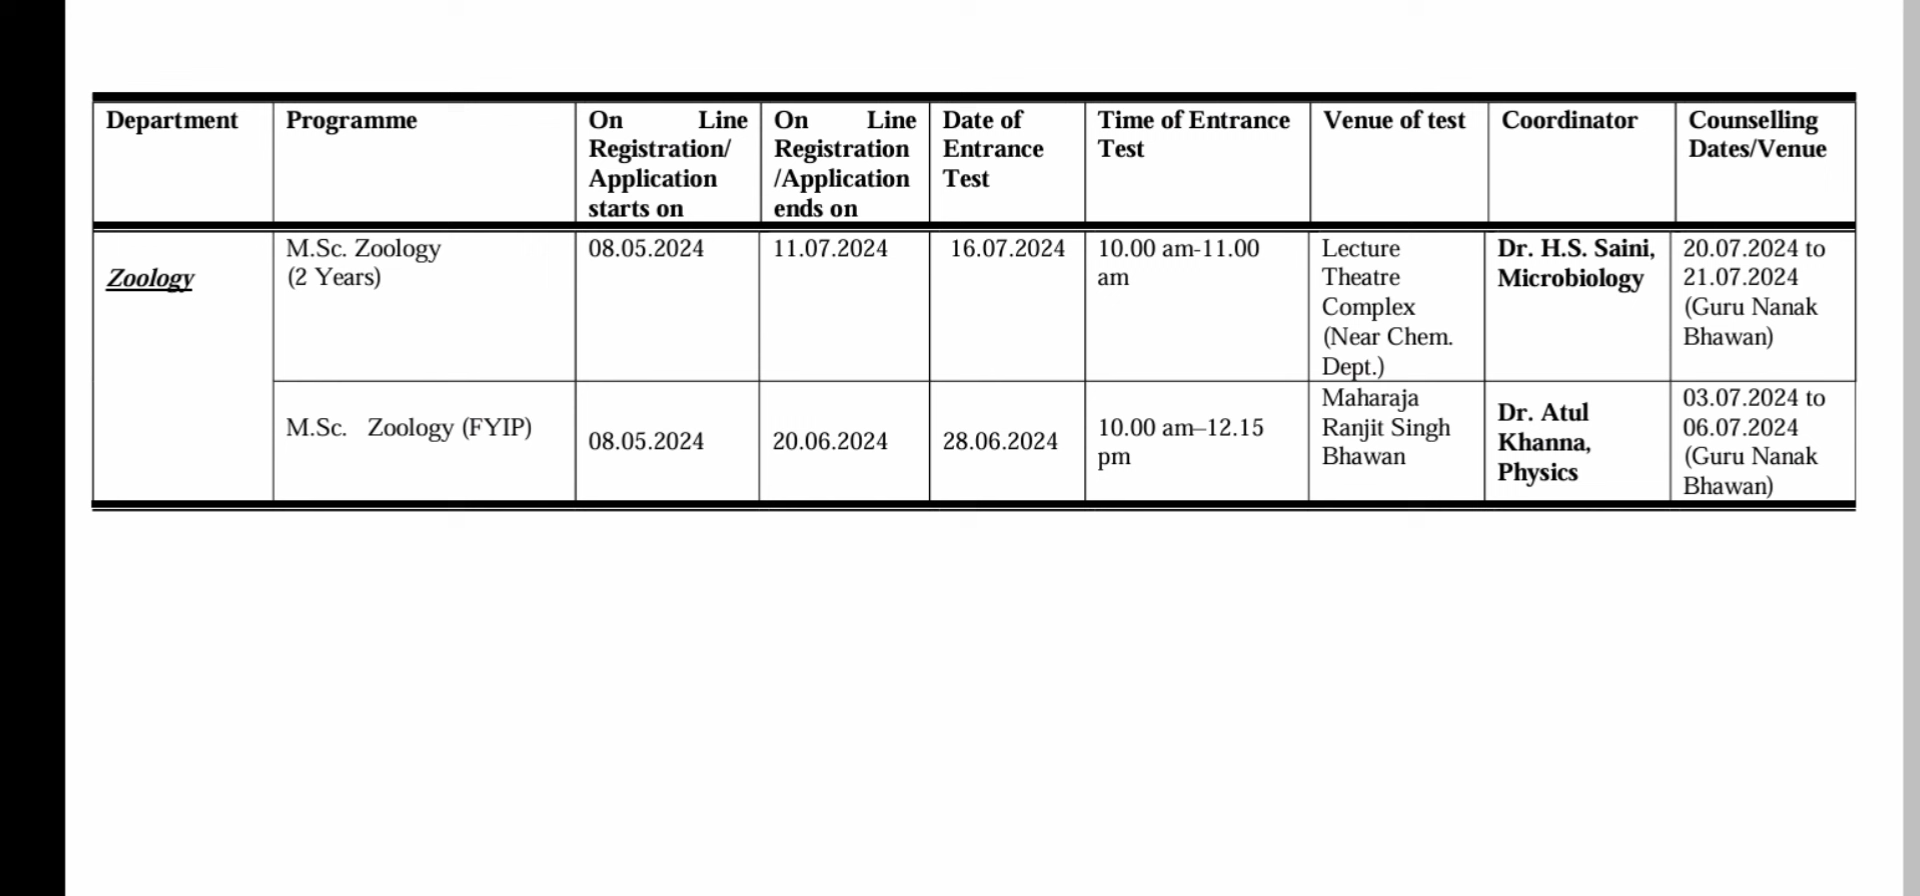 Department
Programme
On Line
Registration/
Application
starts on
On Line
Registration
/Application
ends on
Date of
Entrance
Test
Time of Entrance
Test
Venue of test
Coordinator
Counselling
Dates/Venue
Zoology
M.Sc. Zoology
(2 Years)
08.05.2024
11.07.2024
16.07.2024
10.00 am-11.00
am
Lecture
Theatre
Complex
(Near Chem.
Dept.)
Dr. H.S. Saini,
Microbiology
20.07.2024 to
21.07.2024
(Guru Nanak
Bhawan)
M.Sc. Zoology (FYIP)
08.05.2024
20.06.2024
28.06.2024
10.00 am–12.15
pm
Maharaja
Ranjit Singh
Bhawan
Dr. Atul
Khanna,
Physics
03.07.2024 to
06.07.2024
(Guru Nanak
Bhawan)